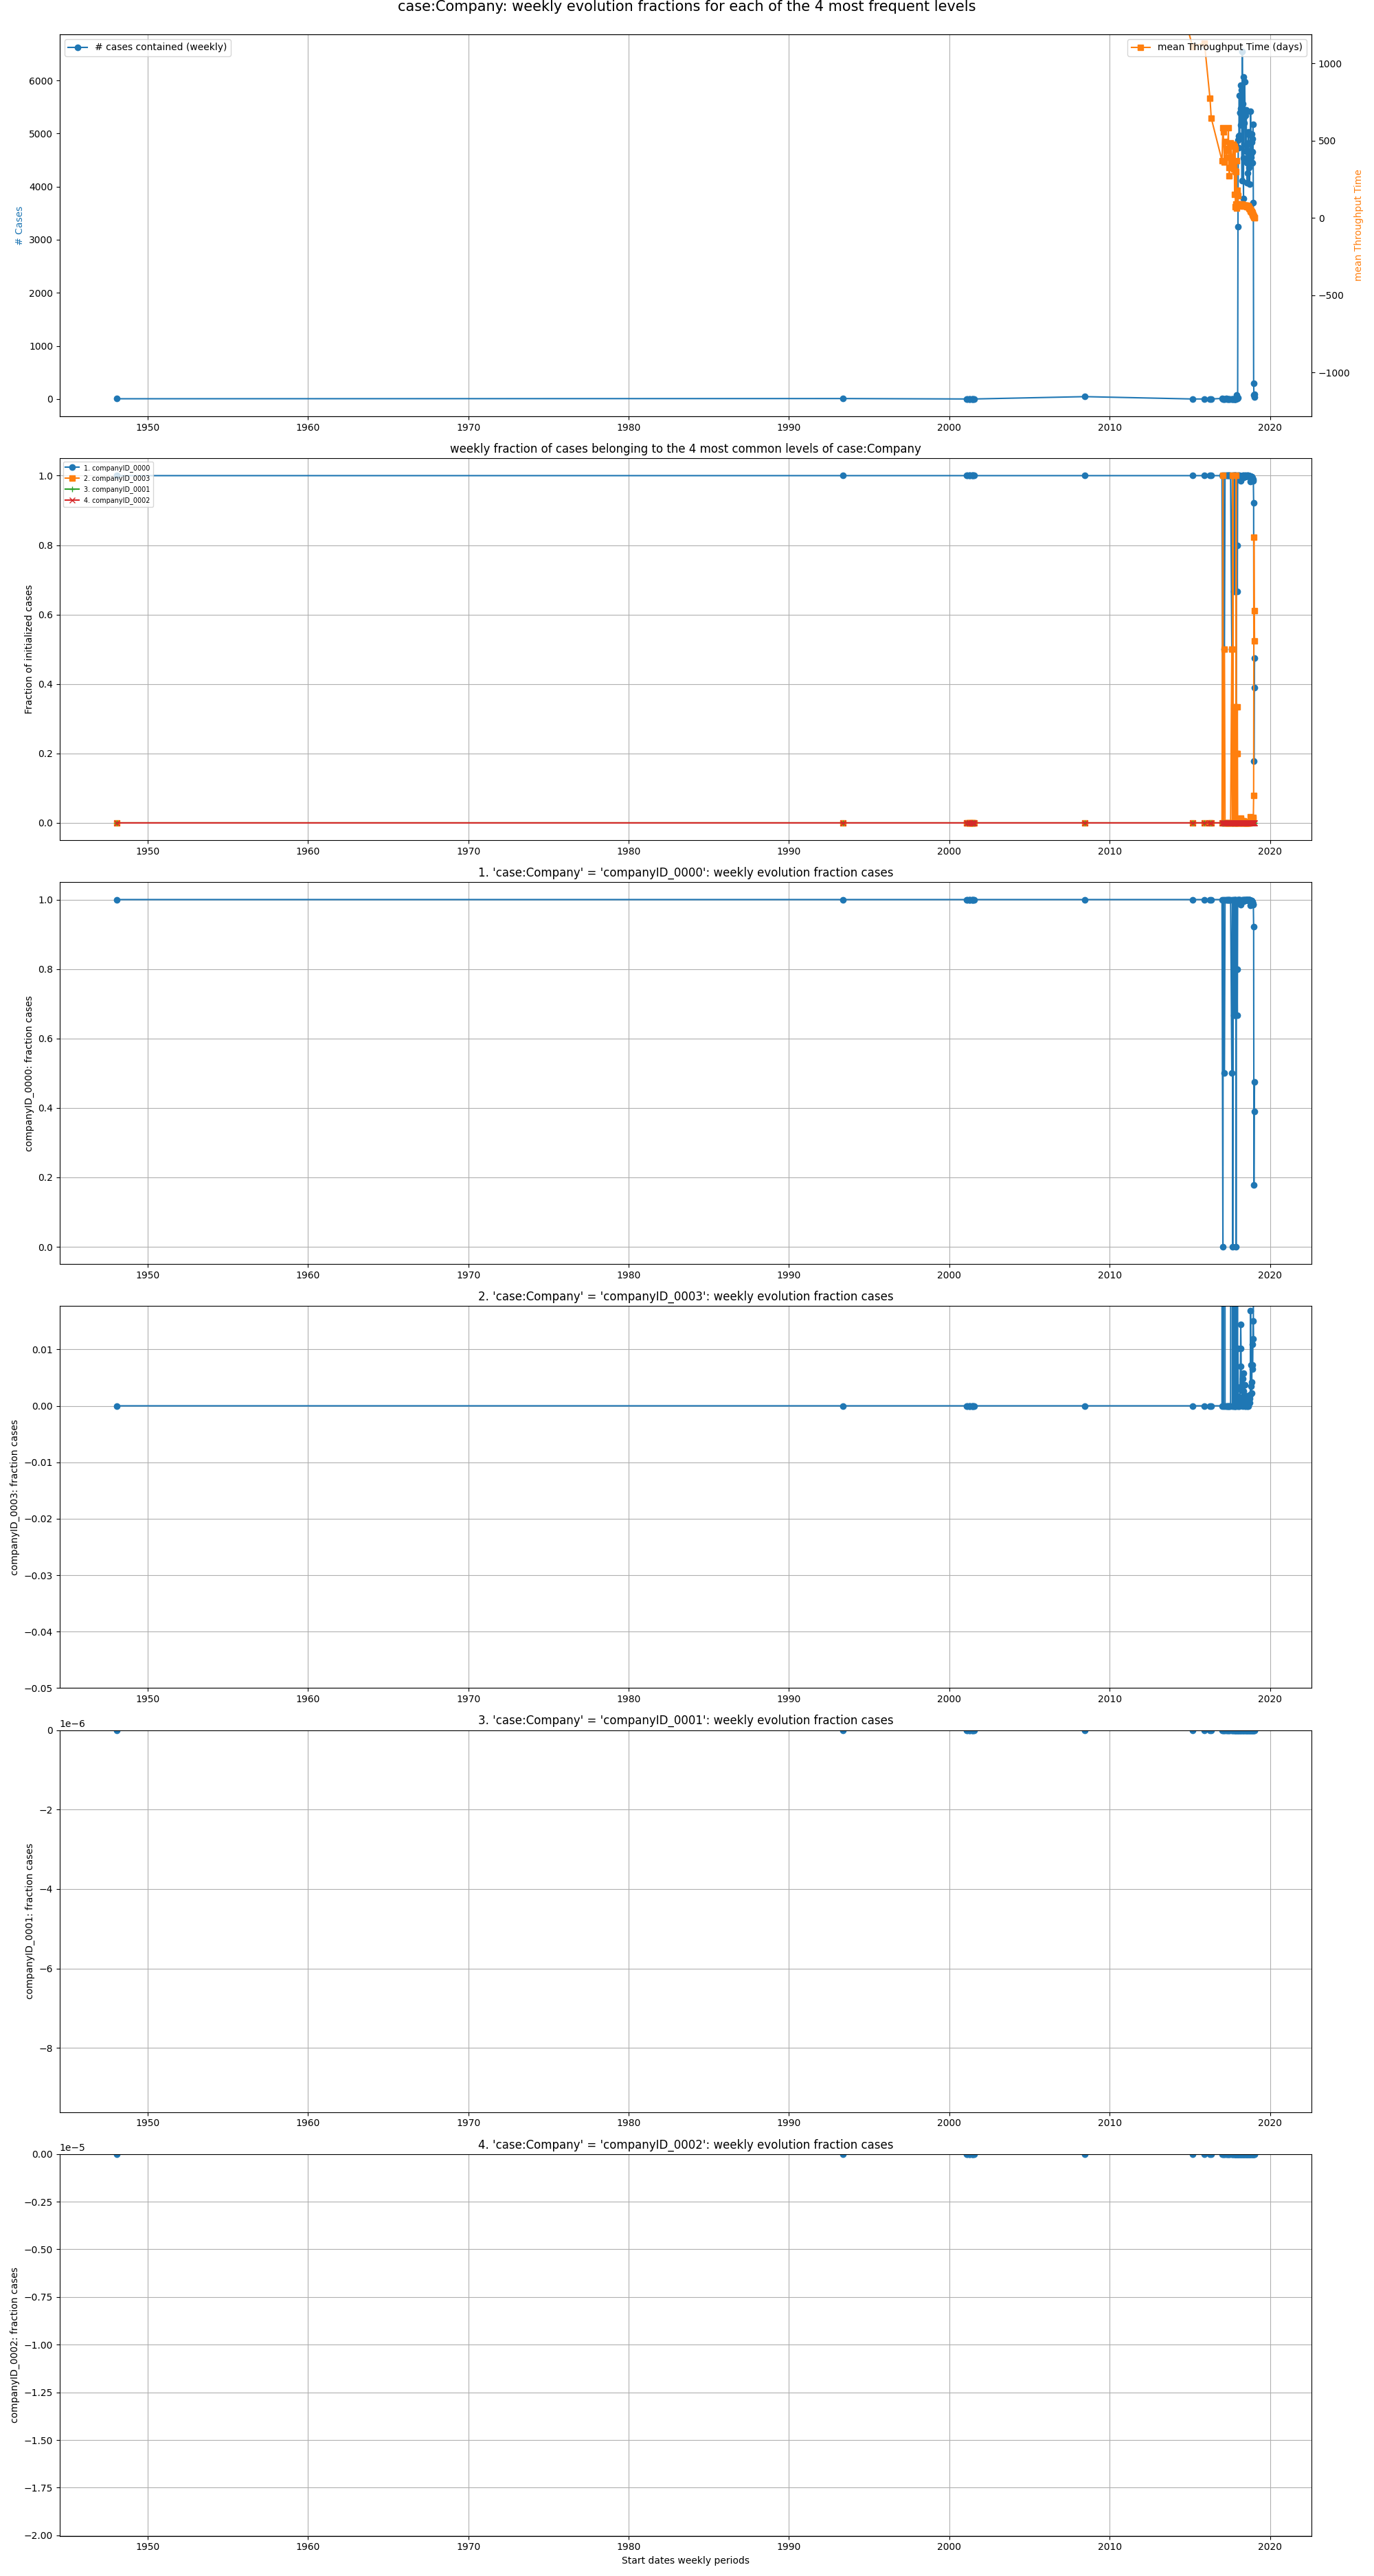 case:Company: weekly evolution fractions for each of the 4 most frequent levels
# cases contained (weekly)
mean Throughput Time (days)
# Cases
6000
5000
4000
3000
2000
1000
0
1000
500
0
−500
−1000
mean Throughput Time
1950 1960 1970 1980 1990 2000 2010 2020
weekly fraction of cases belonging to the 4 most common levels of case:Company
1. companyID_0000
2. companyID_0003
3. companyID_0001
4. companyID_0002
Fraction of initialized cases
1.0
0.8
0.6
0.4
0.2
0.0
1950 1960 1970 1980 1990 2000 2010 2020
1. 'case:Company' = 'companyID_0000': weekly evolution fraction cases
companyID_0000: fraction cases
1.0
0.8
0.6
0.4
0.2
0.0
1950 1960 1970 1980 1990 2000 2010 2020
2. 'case:Company' = 'companyID_0003': weekly evolution fraction cases
companyID_0003: fraction cases
0.01
0.00
−0.01
−0.02
−0.03
−0.04
−0.05
1950 1960 1970 1980 1990 2000 2010 2020
3. 'case:Company' = 'companyID_0001': weekly evolution fraction cases
1e−6
companyID_0001: fraction cases
0
−2
−4
−6
−8
1950 1960 1970 1980 1990 2000 2010 2020
4. 'case:Company' = 'companyID_0002': weekly evolution fraction cases
1e−5
companyID_0002: fraction cases
0.00
−0.25
−0.50
−0.75
−1.00
−1.25
−1.50
−1.75
−2.00
1950 1960 1970 1980 1990 2000 2010 2020
Start dates weekly periods